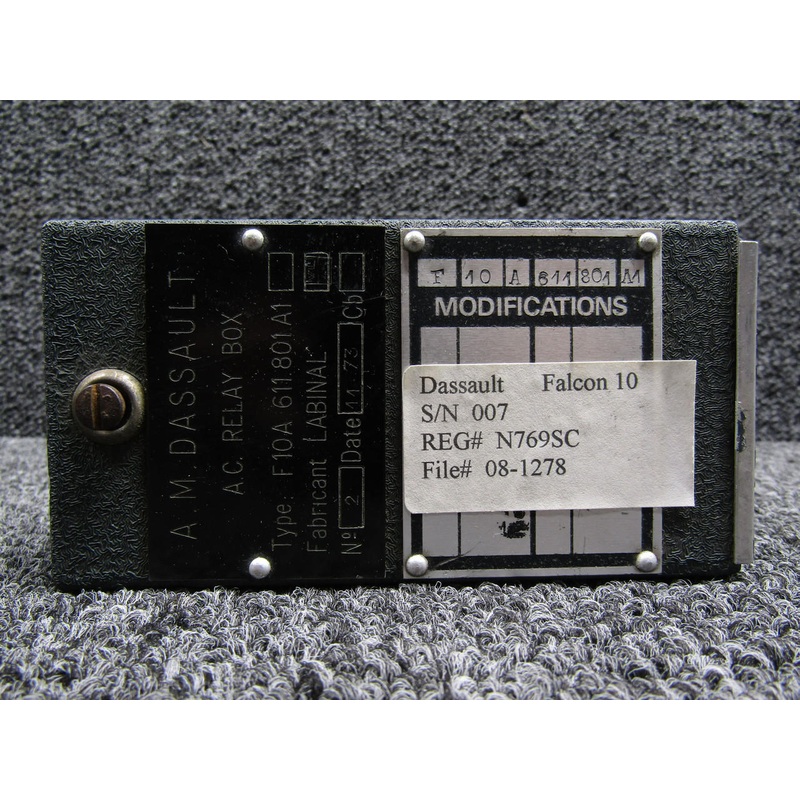 A.M. DASSAULT
A.C. RELAY BOX
Type: F10A 611.801A1
Fabricant LABINAL
Nº 2 Date 11 73 Cb
F 10 A 611 801 A1
MODIFICATIONS
Dassault Falcon 10
S/N 007
REG# N769SC
File# 08-1278